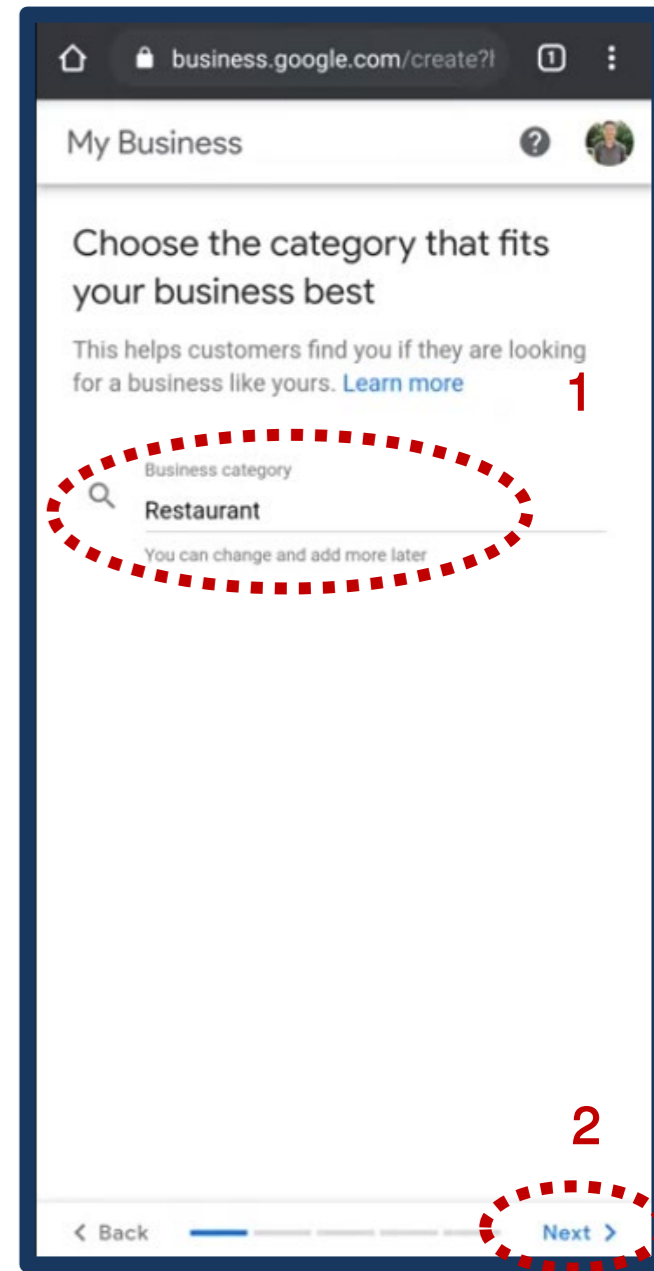 business.google.com/create?l 1
My Business
Choose the category that fits
your business best
This helps customers find you if they are looking
for a business like yours. Learn more
1
Business category
Restaurant
You can change and add more later
2
Back
Next